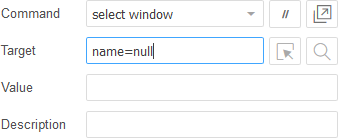 Command select window //
Target name=null
Value
Description